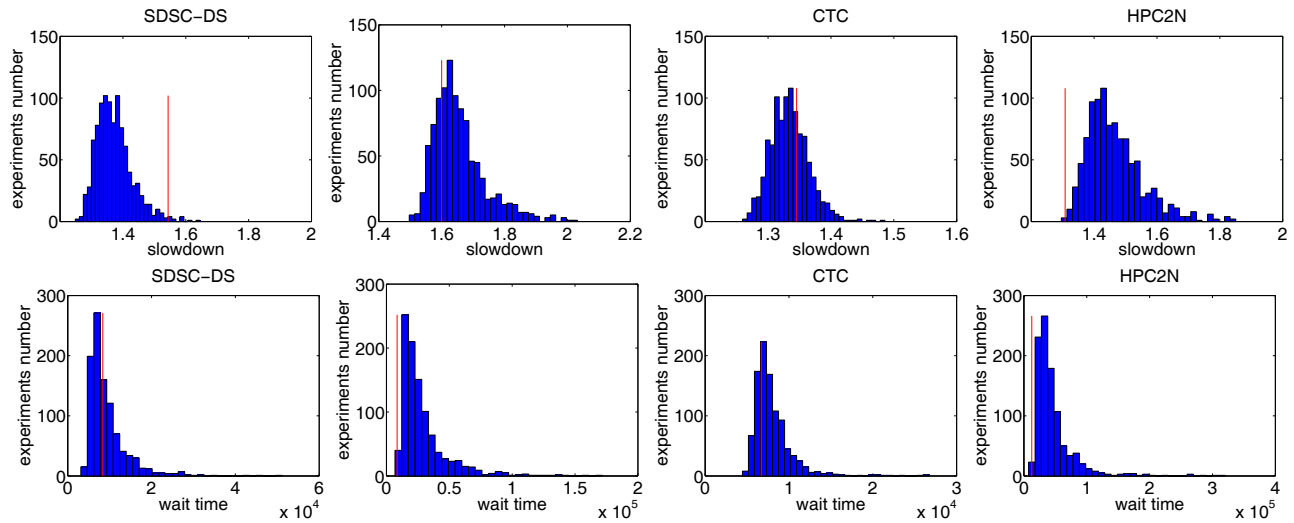 SDSC−DS
150
100
50
0
1.4
1.6
1.8
2
experiments number
slowdown
150
100
50
0
1.4
1.6
1.8
2
2.2
experiments number
slowdown
CTC
150
100
50
0
1.3
1.4
1.5
1.6
experiments number
slowdown
HPC2N
150
100
50
0
1.4
1.6
1.8
2
experiments number
slowdown
SDSC−DS
300
200
100
0
0
2
4
6
experiments number
wait time
x 10^4
300
200
100
0
0
0.5
1
1.5
2
experiments number
wait time
x 10^5
CTC
300
200
100
0
0
1
2
3
experiments number
wait time
x 10^4
HPC2N
300
200
100
0
0
1
2
3
4
experiments number
wait time
x 10^5